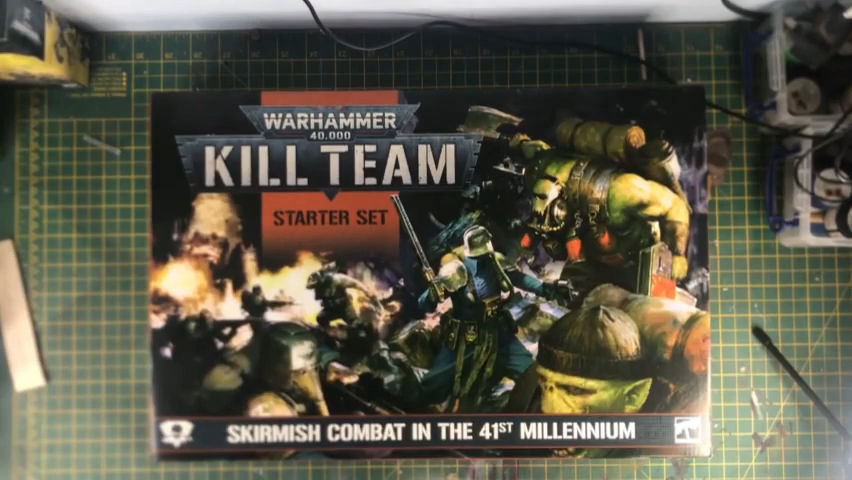 WARHAMMER
40,000
KILL TEAM
STARTER SET
SKIRMISH COMBAT IN THE 41ST MILLENNIUM